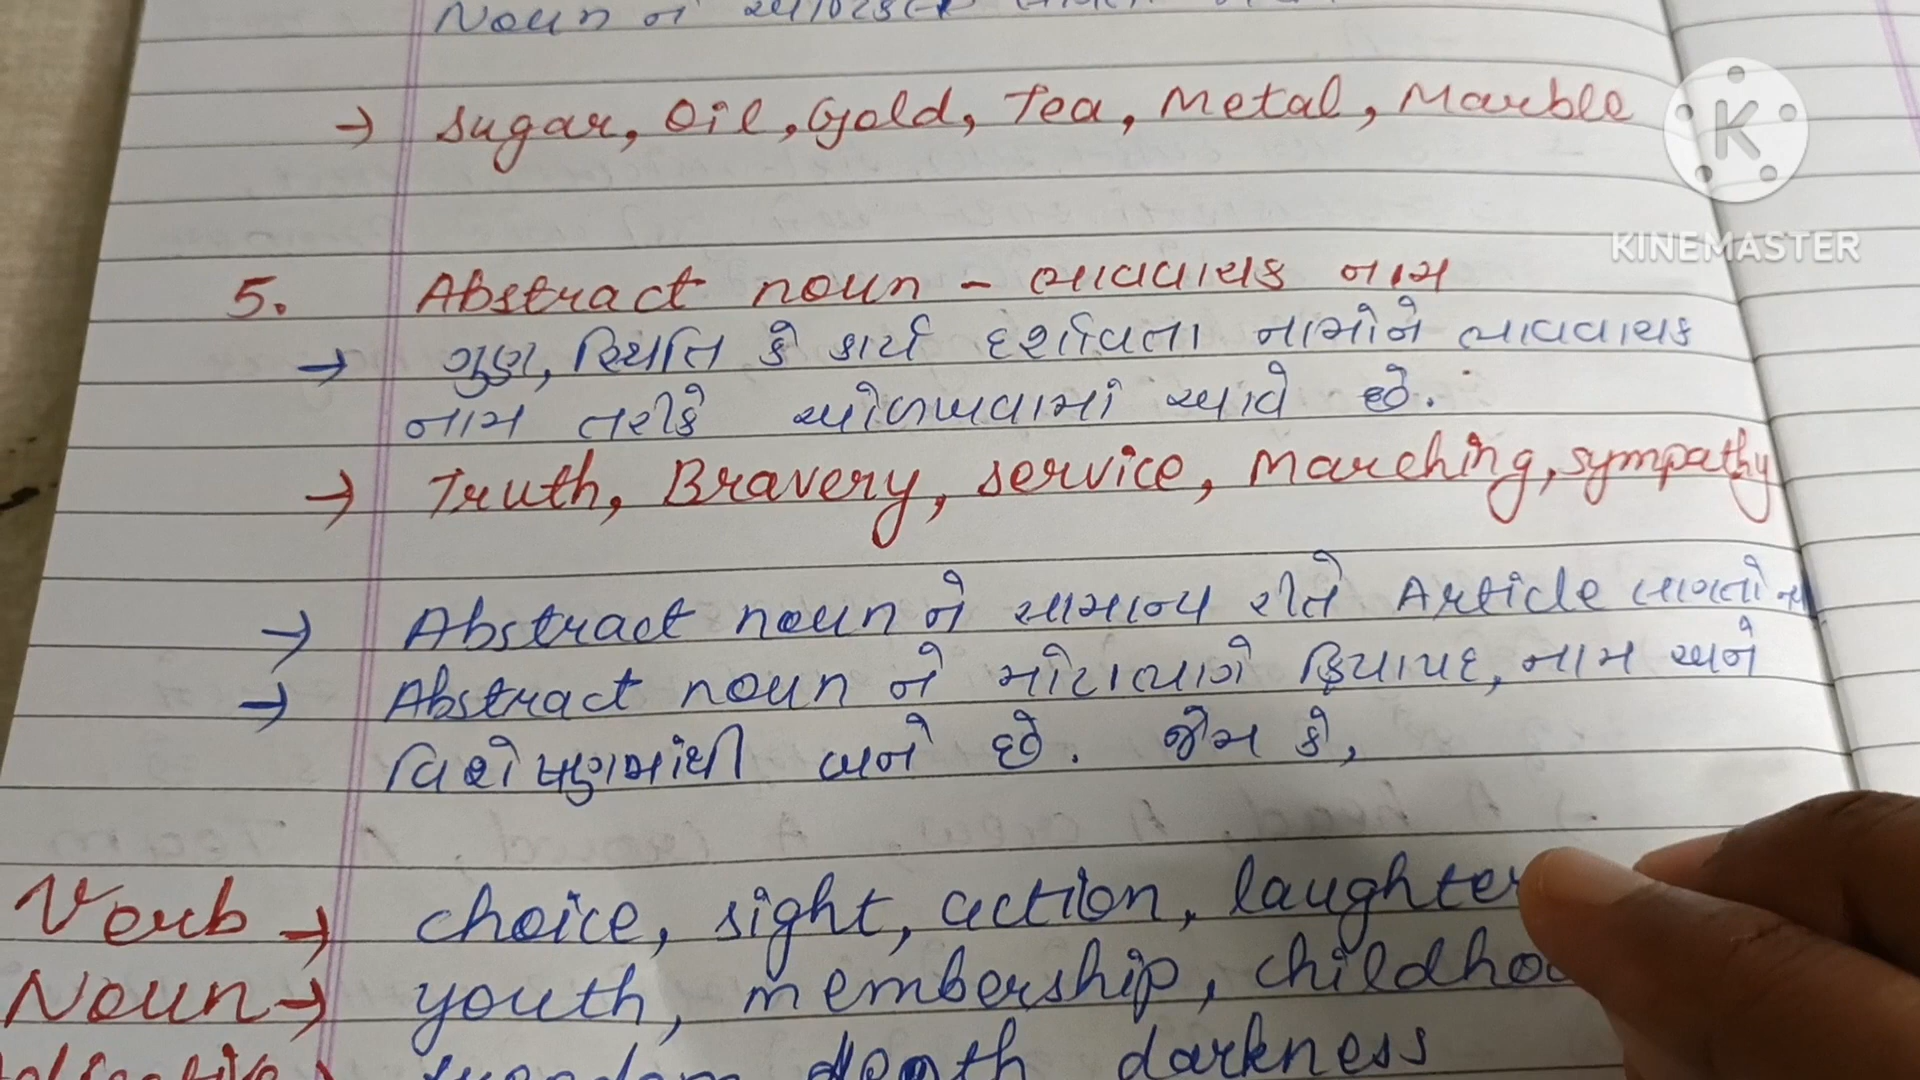 Noun ને
→ Sugar, Oil, Gold, Tea, Metal, Marble
KINEMASTER
5. Abstract noun - ભાવવાચક નામ
→ ગુણ, સ્થિતિ કે કાર્ય દર્શાવતા નામોને ભાવવાચક
નામ તરીકે ઓળખવામાં આવે છે.
→ Truth, Bravery, service, Marching, sympathy
→ Abstract noun ને સામાન્ય રીતે Article લાગતો
→ Abstract noun ને મોટાભાગે ક્રિયાપદ, નામ અને
વિશેષણમાંથી બને છે. જેમ કે,
Verb → choice, sight, action, laughter
Noun → youth, membership, childhoo
darkness